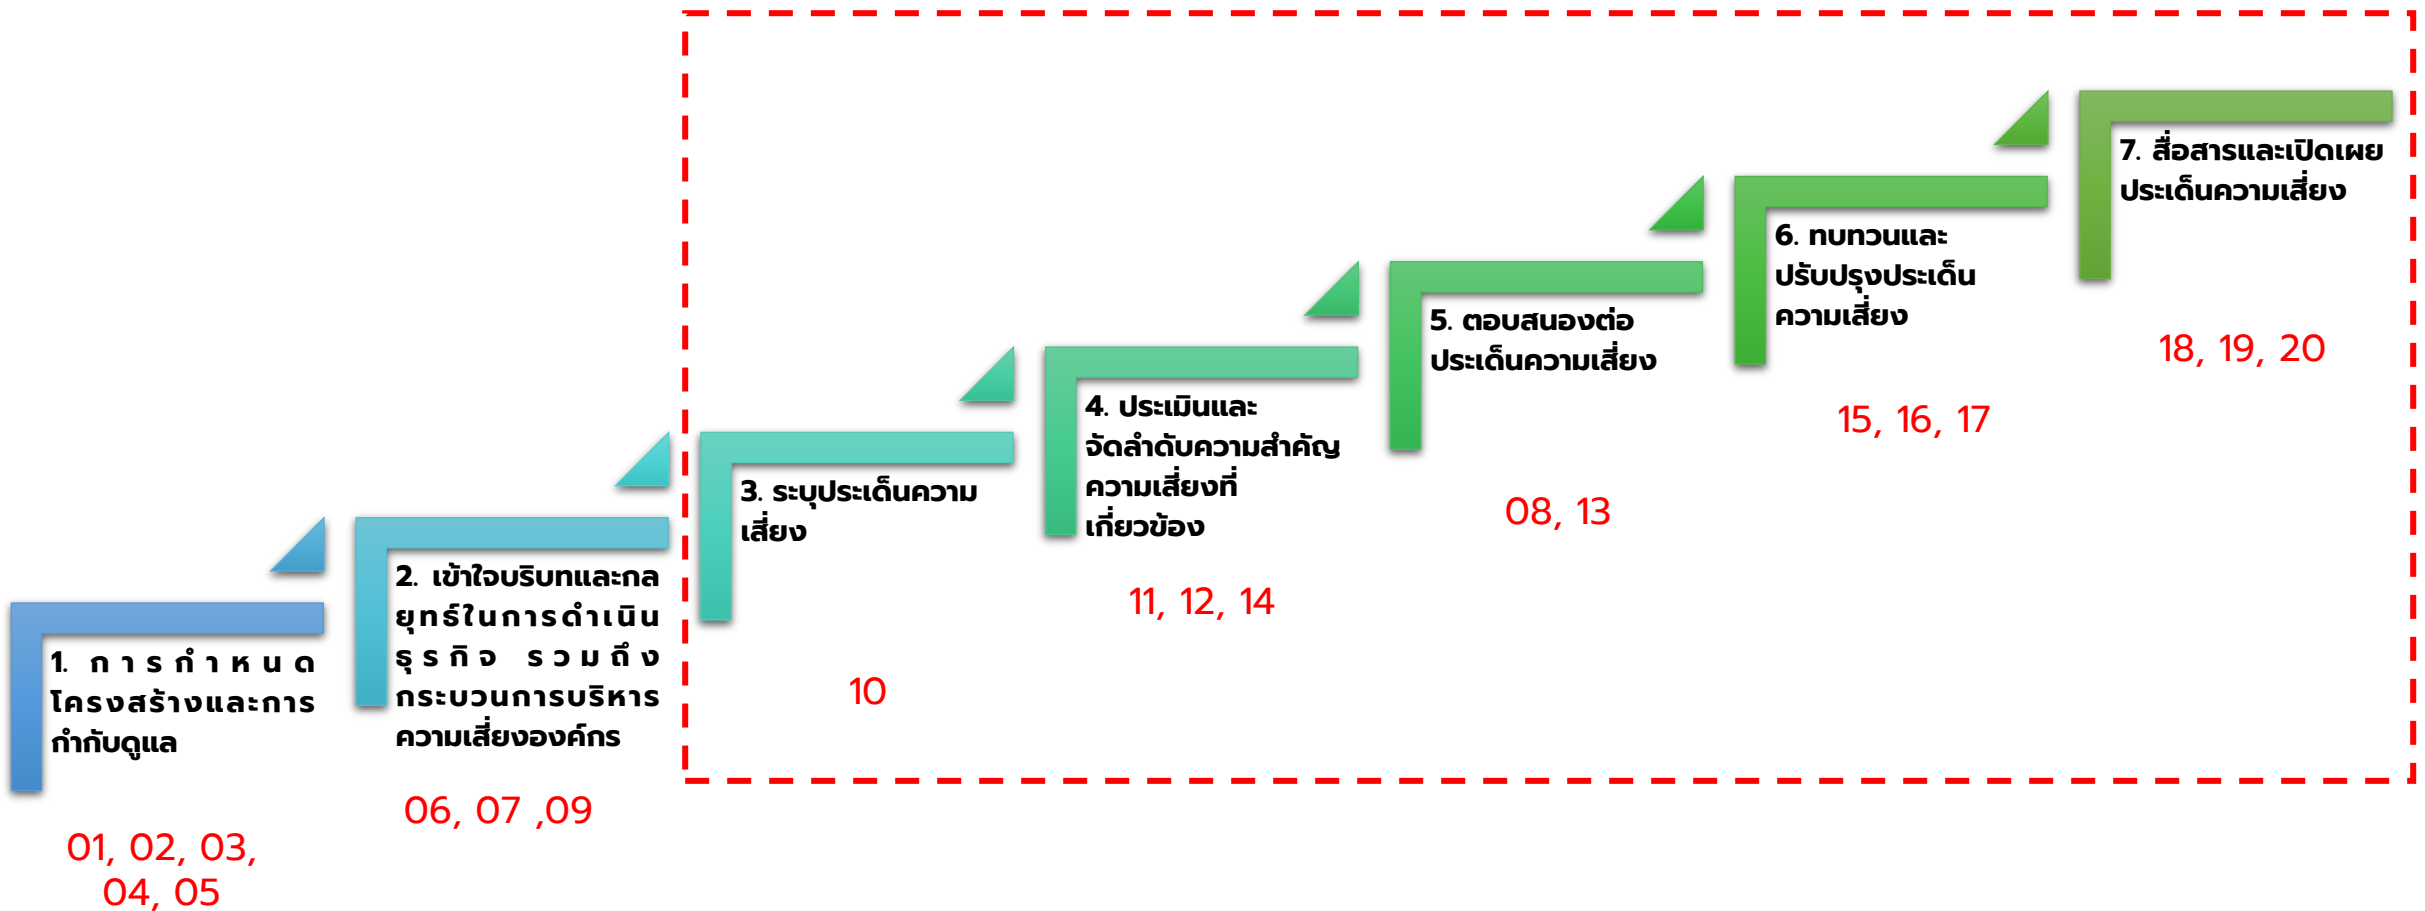 1. การกำหนด
โครงสร้างและการ
กำกับดูแล
01, 02, 03,
04, 05
2. เข้าใจบริบทและกล
ยุทธ์ในการดำเนิน
ธุรกิจ รวมถึง
กระบวนการบริหาร
ความเสี่ยงองค์กร
06, 07 ,09
3. ระบุประเด็นความ
เสี่ยง
10
4. ประเมินและ
จัดลำดับความสำคัญ
ความเสี่ยงที่
เกี่ยวข้อง
11, 12, 14
5. ตอบสนองต่อ
ประเด็นความเสี่ยง
08, 13
6. ทบทวนและ
ปรับปรุงประเด็น
ความเสี่ยง
15, 16, 17
7. สื่อสารและเปิดเผย
ประเด็นความเสี่ยง
18, 19, 20